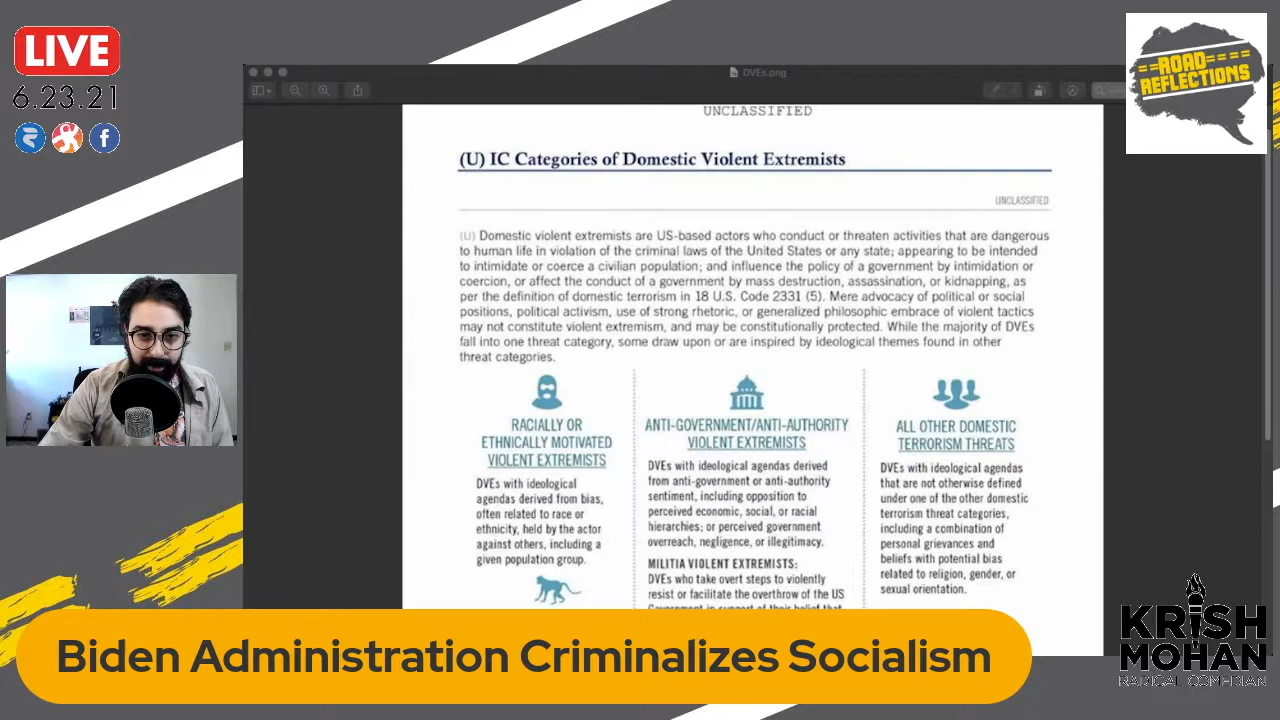 LIVE
6.23.21
==ROAD====
REFLECTIONS
DVEs.png
UNCLASSIFIED
(U) IC Categories of Domestic Violent Extremists
UNCLASSIFIED
(U) Domestic violent extremists are US-based actors who conduct or threaten activities that are dangerous
to human life in violation of the criminal laws of the United States or any state; appearing to be intended
to intimidate or coerce a civilian population; and influence the policy of a government by intimidation or
coercion, or affect the conduct of a government by mass destruction, assassination, or kidnapping, as
per the definition of domestic terrorism in 18 U.S. Code 2331 (5). Mere advocacy of political or social
positions, political activism, use of strong rhetoric, or generalized philosophic embrace of violent tactics
may not constitute violent extremism, and may be constitutionally protected. While the majority of DVEs
fall into one threat category, some draw upon or are inspired by ideological themes found in other
threat categories.
RACIALLY OR
ETHNICALLY MOTIVATED
VIOLENT EXTREMISTS
DVEs with ideological
agendas derived from bias,
often related to race or
ethnicity, held by the actor
against others, including a
given population group.
ANTI-GOVERNMENT/ANTI-AUTHORITY
VIOLENT EXTREMISTS
DVEs with ideological agendas derived
from anti-government or anti-authority
sentiment, including opposition to
perceived economic, social, or racial
hierarchies; or perceived government
overreach, negligence, or illegitimacy.
MILITIA VIOLENT EXTREMISTS:
DVEs who take overt steps to violently
resist or facilitate the overthrow of the US
Government in support of their belief that
ALL OTHER DOMESTIC
TERRORISM THREATS
DVEs with ideological agendas
that are not otherwise defined
under one of the other domestic
terrorism threat categories,
including a combination of
personal grievances and
beliefs with potential bias
related to religion, gender, or
sexual orientation.
Biden Administration Criminalizes Socialism
KRISH
MOHAN
RADICAL COMEDIAN